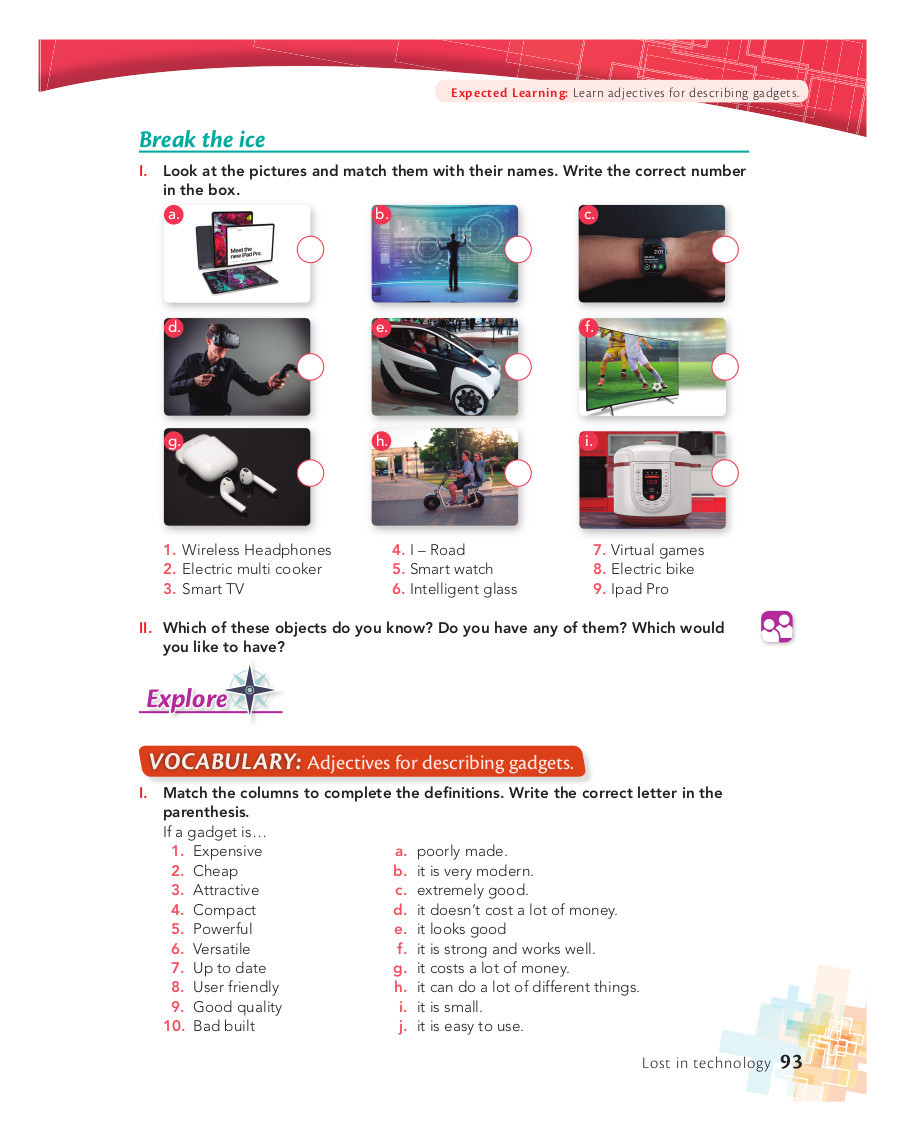 Expected Learning: Learn adjectives for describing gadgets.
Break the ice
I. Look at the pictures and match them with their names. Write the correct number
in the box.
a.
Meet the
new iPad Pro.
b.
c.
d.
e.
f.
g.
h.
i.
1. Wireless Headphones
2. Electric multi cooker
3. Smart TV
4. I – Road
5. Smart watch
6. Intelligent glass
7. Virtual games
8. Electric bike
9. Ipad Pro
II. Which of these objects do you know? Do you have any of them? Which would
you like to have?
Explore
VOCABULARY: Adjectives for describing gadgets.
I. Match the columns to complete the definitions. Write the correct letter in the
parenthesis.
If a gadget is…
1. Expensive
2. Cheap
3. Attractive
4. Compact
5. Powerful
6. Versatile
7. Up to date
8. User friendly
9. Good quality
10. Bad built
a. poorly made.
b. it is very modern.
c. extremely good.
d. it doesn’t cost a lot of money.
e. it looks good
f. it is strong and works well.
g. it costs a lot of money.
h. it can do a lot of different things.
i. it is small.
j. it is easy to use.
Lost in technology 93